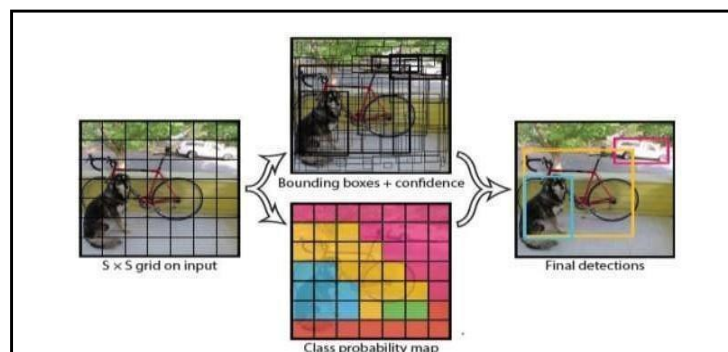 Bounding boxes + confidence
S × S grid on input
Final detections
Class probability map